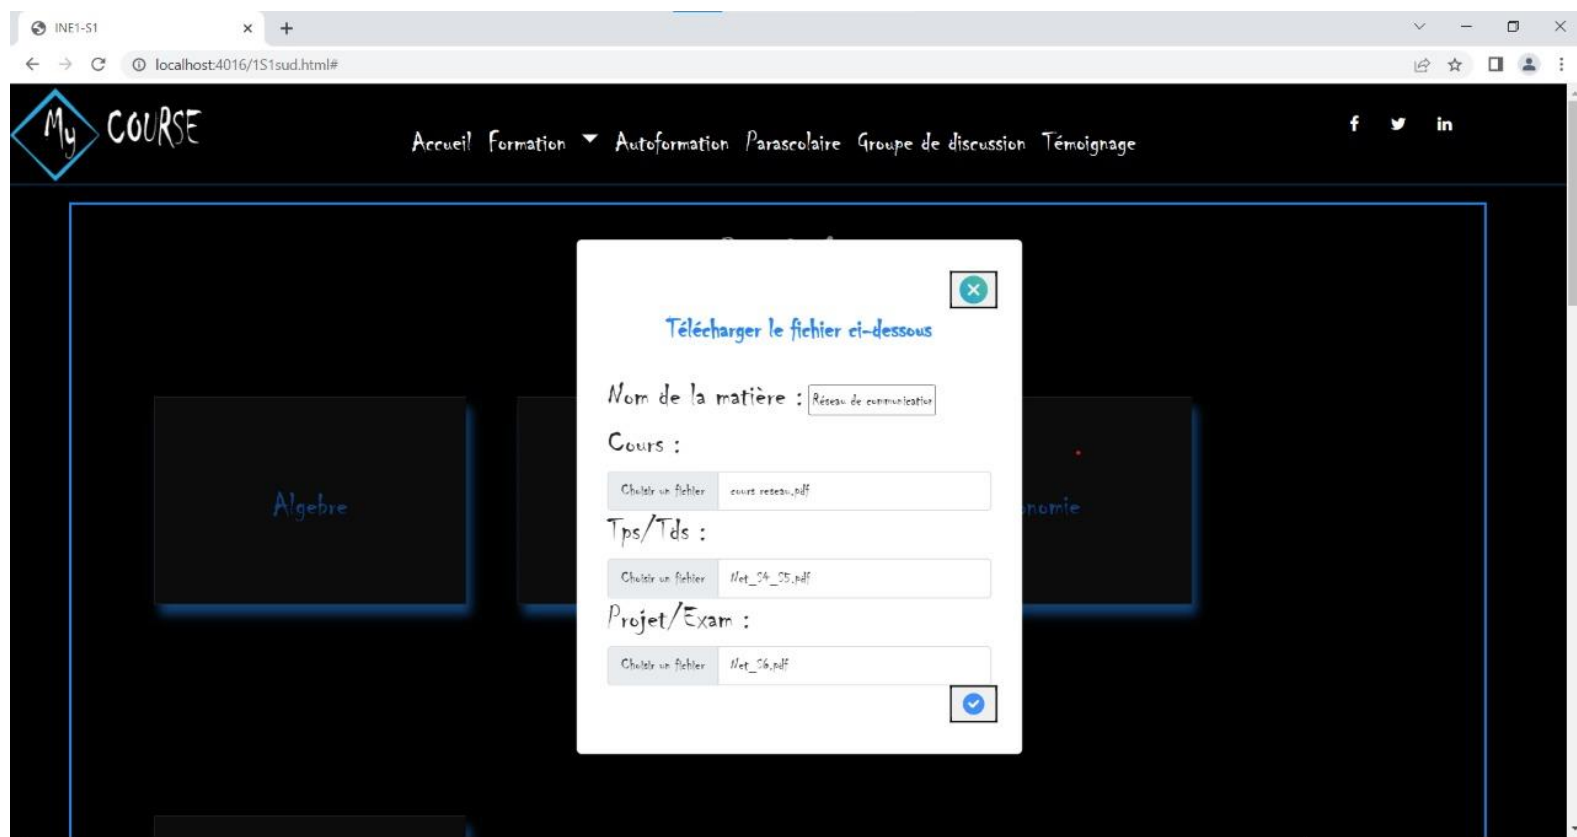 INE1-S1
localhost:4016/1S1sud.html#
My COURSE
Accueil Formation Autoformation Parascolaire Groupe de discussion Témoignage
Télécharger le fichier ci-dessous
Nom de la matière : Réseau de communication
Cours :
Choisir un fichier cours reseau.pdf
Algebre
nomie
Tps/Tds :
Choisir un fichier Net_S4_S5.pdf
Projet/Exam :
Choisir un fichier Net_S6.pdf